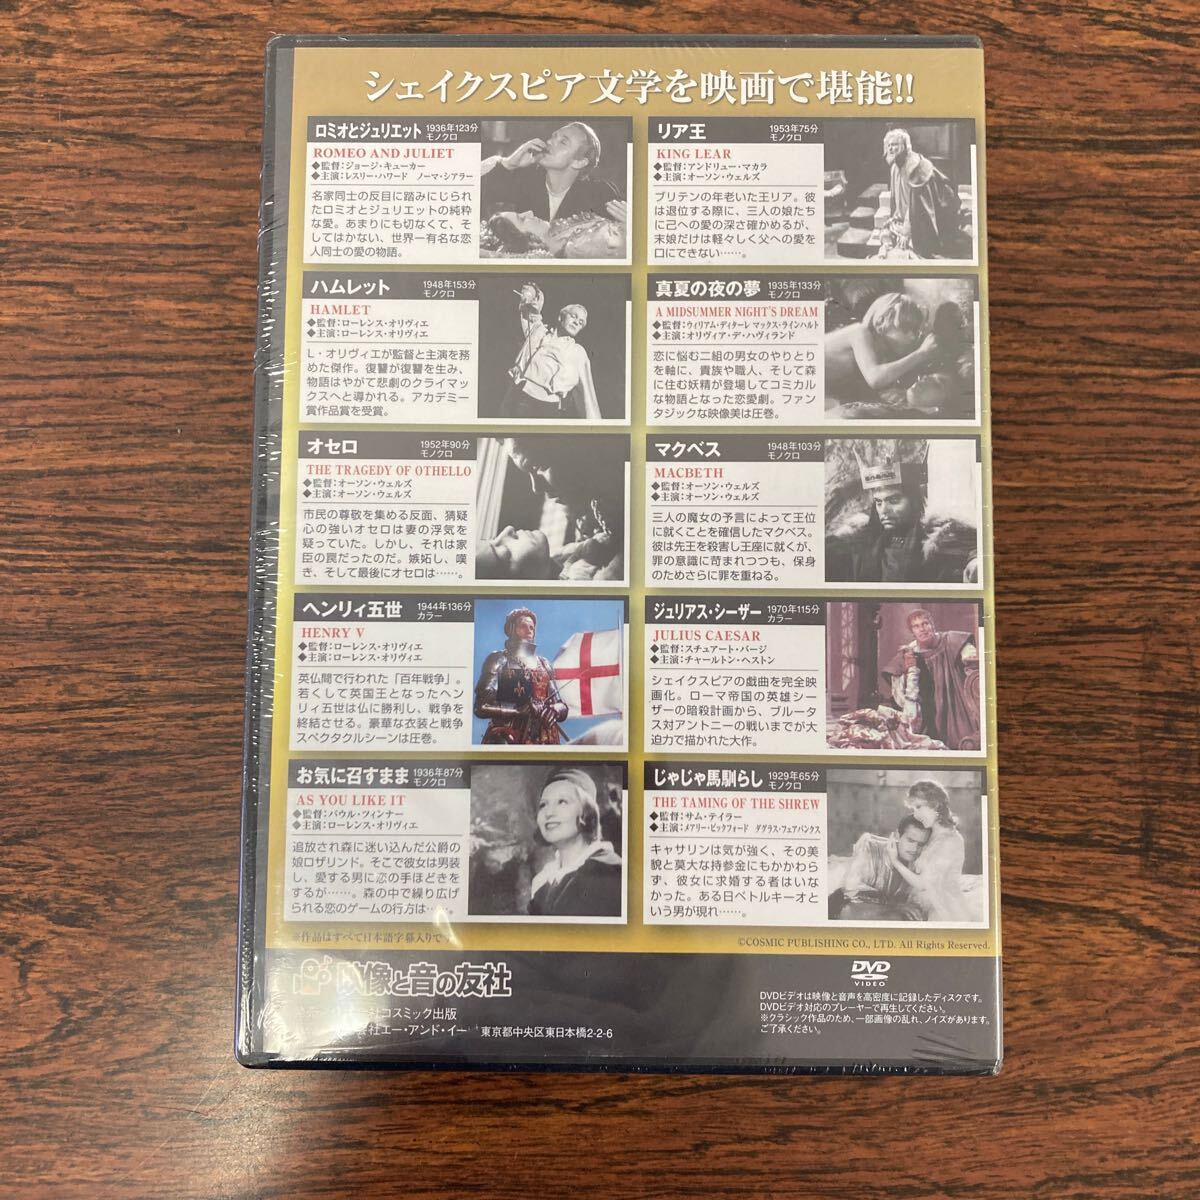 シェイクスピア文学を映画で堪能!!
ロミオとジュリエット 1936年123分 モノクロ
ROMEO AND JULIET
◆監督：ジョージ・キューカー
◆主演：レスリー・ハワード ノーマ・シアラー
名家同士の反目に踏みにじられ
たロミオとジュリエットの純粋
な愛。あまりにも切なくて、そ
してはかない、世界一有名な恋
人同士の愛の物語。
リア王 1953年75分 モノクロ
KING LEAR
◆監督：アンドリュー・マカラ
◆主演：オーソン・ウェルズ
ブリテンの年老いた王リア。彼
は退位する際に、三人の娘たち
に己への愛の深さ確かめるが、
末娘だけは軽々しく父への愛を
口にできない……。
ハムレット 1948年153分 モノクロ
HAMLET
◆監督：ローレンス・オリヴィエ
◆主演：ローレンス・オリヴィエ
L・オリヴィエが監督と主演を務
めた傑作。復讐が復讐を生み、
物語はやがて悲劇のクライマッ
クスへと導かれる。アカデミー
賞作品賞を受賞。
真夏の夜の夢 1935年133分 モノクロ
A MIDSUMMER NIGHT'S DREAM
◆監督：ウィリアム・ディターレ マックス・ラインハルト
◆主演：オリヴィア・デ・ハヴィランド
恋に悩む二組の男女のやりとり
を軸に、貴族や職人、そして森
に住む妖精が登場してコミカル
な物語となった恋愛劇。ファン
タジックな映像美は圧巻。
オセロ 1952年90分 モノクロ
THE TRAGEDY OF OTHELLO
◆監督：オーソン・ウェルズ
◆主演：オーソン・ウェルズ
市民の尊敬を集める反面、猜疑
心の強いオセロは妻の浮気を
疑っていた。しかし、それは家
臣の罠だったのだ。嫉妬し、嘆
き、そして最後にオセロは……。
マクベス 1948年103分 モノクロ
MACBETH
◆監督：オーソン・ウェルズ
◆主演：オーソン・ウェルズ
三人の魔女の予言によって王位
に就くことを確信したマクベス。
彼は先王を殺害し王座に就くが、
罪の意識に苛まれつつも、保身
のためさらに罪を重ねる。
ヘンリィ五世 1944年136分 カラー
HENRY V
◆監督：ローレンス・オリヴィエ
◆主演：ローレンス・オリヴィエ
英仏間で行われた「百年戦争」。
若くして英国王となったヘン
リィ五世は仏に勝利し、戦争を
終結させる。豪華な衣装と戦争
スペクタクルシーンは圧巻。
ジュリアス・シーザー 1970年115分 カラー
JULIUS CAESAR
◆監督：スチュアート・バージ
◆主演：チャールトン・ヘストン
シェイクスピアの戯曲を完全映
画化。ローマ帝国の英雄シー
ザーの暗殺計画から、ブルータス
対アントニーの戦いまでが大
迫力で描かれた大作。
お気に召すまま 1936年87分 モノクロ
AS YOU LIKE IT
◆監督：パウル・ツィンナー
◆主演：ローレンス・オリヴィエ
追放され森に迷い込んだ公爵の
娘ロザリンド。そこで彼女は男装
し、愛する男に恋の手ほどきを
するが……。森の中で繰り広げ
られる恋のゲームの行方は……。
じゃじゃ馬馴らし 1929年65分 モノクロ
THE TAMING OF THE SHREW
◆監督：サム・テイラー
◆主演：メアリー・ピックフォード ダグラス・フェアバンクス
キャサリンは気が強く、その美
貌と莫大な持参金にもかかわら
ず、彼女に求婚する者はいな
かった。ある日ペトルキーオと
いう男が現れ……。
※作品はすべて日本語字幕入りです
©COSMIC PUBLISHING CO., LTD. All Rights Reserved.
映像と音の友社
社コスミック出版
会社エー・アンド・イー 東京都中央区東日本橋2-2-6
DVD VIDEO
DVDビデオは映像と音声を高密度に記録したディスクです。
DVDビデオ対応のプレーヤーで再生してください。
※クラシック作品のため、一部画像の乱れ、ノイズがあります。
ご了承ください。